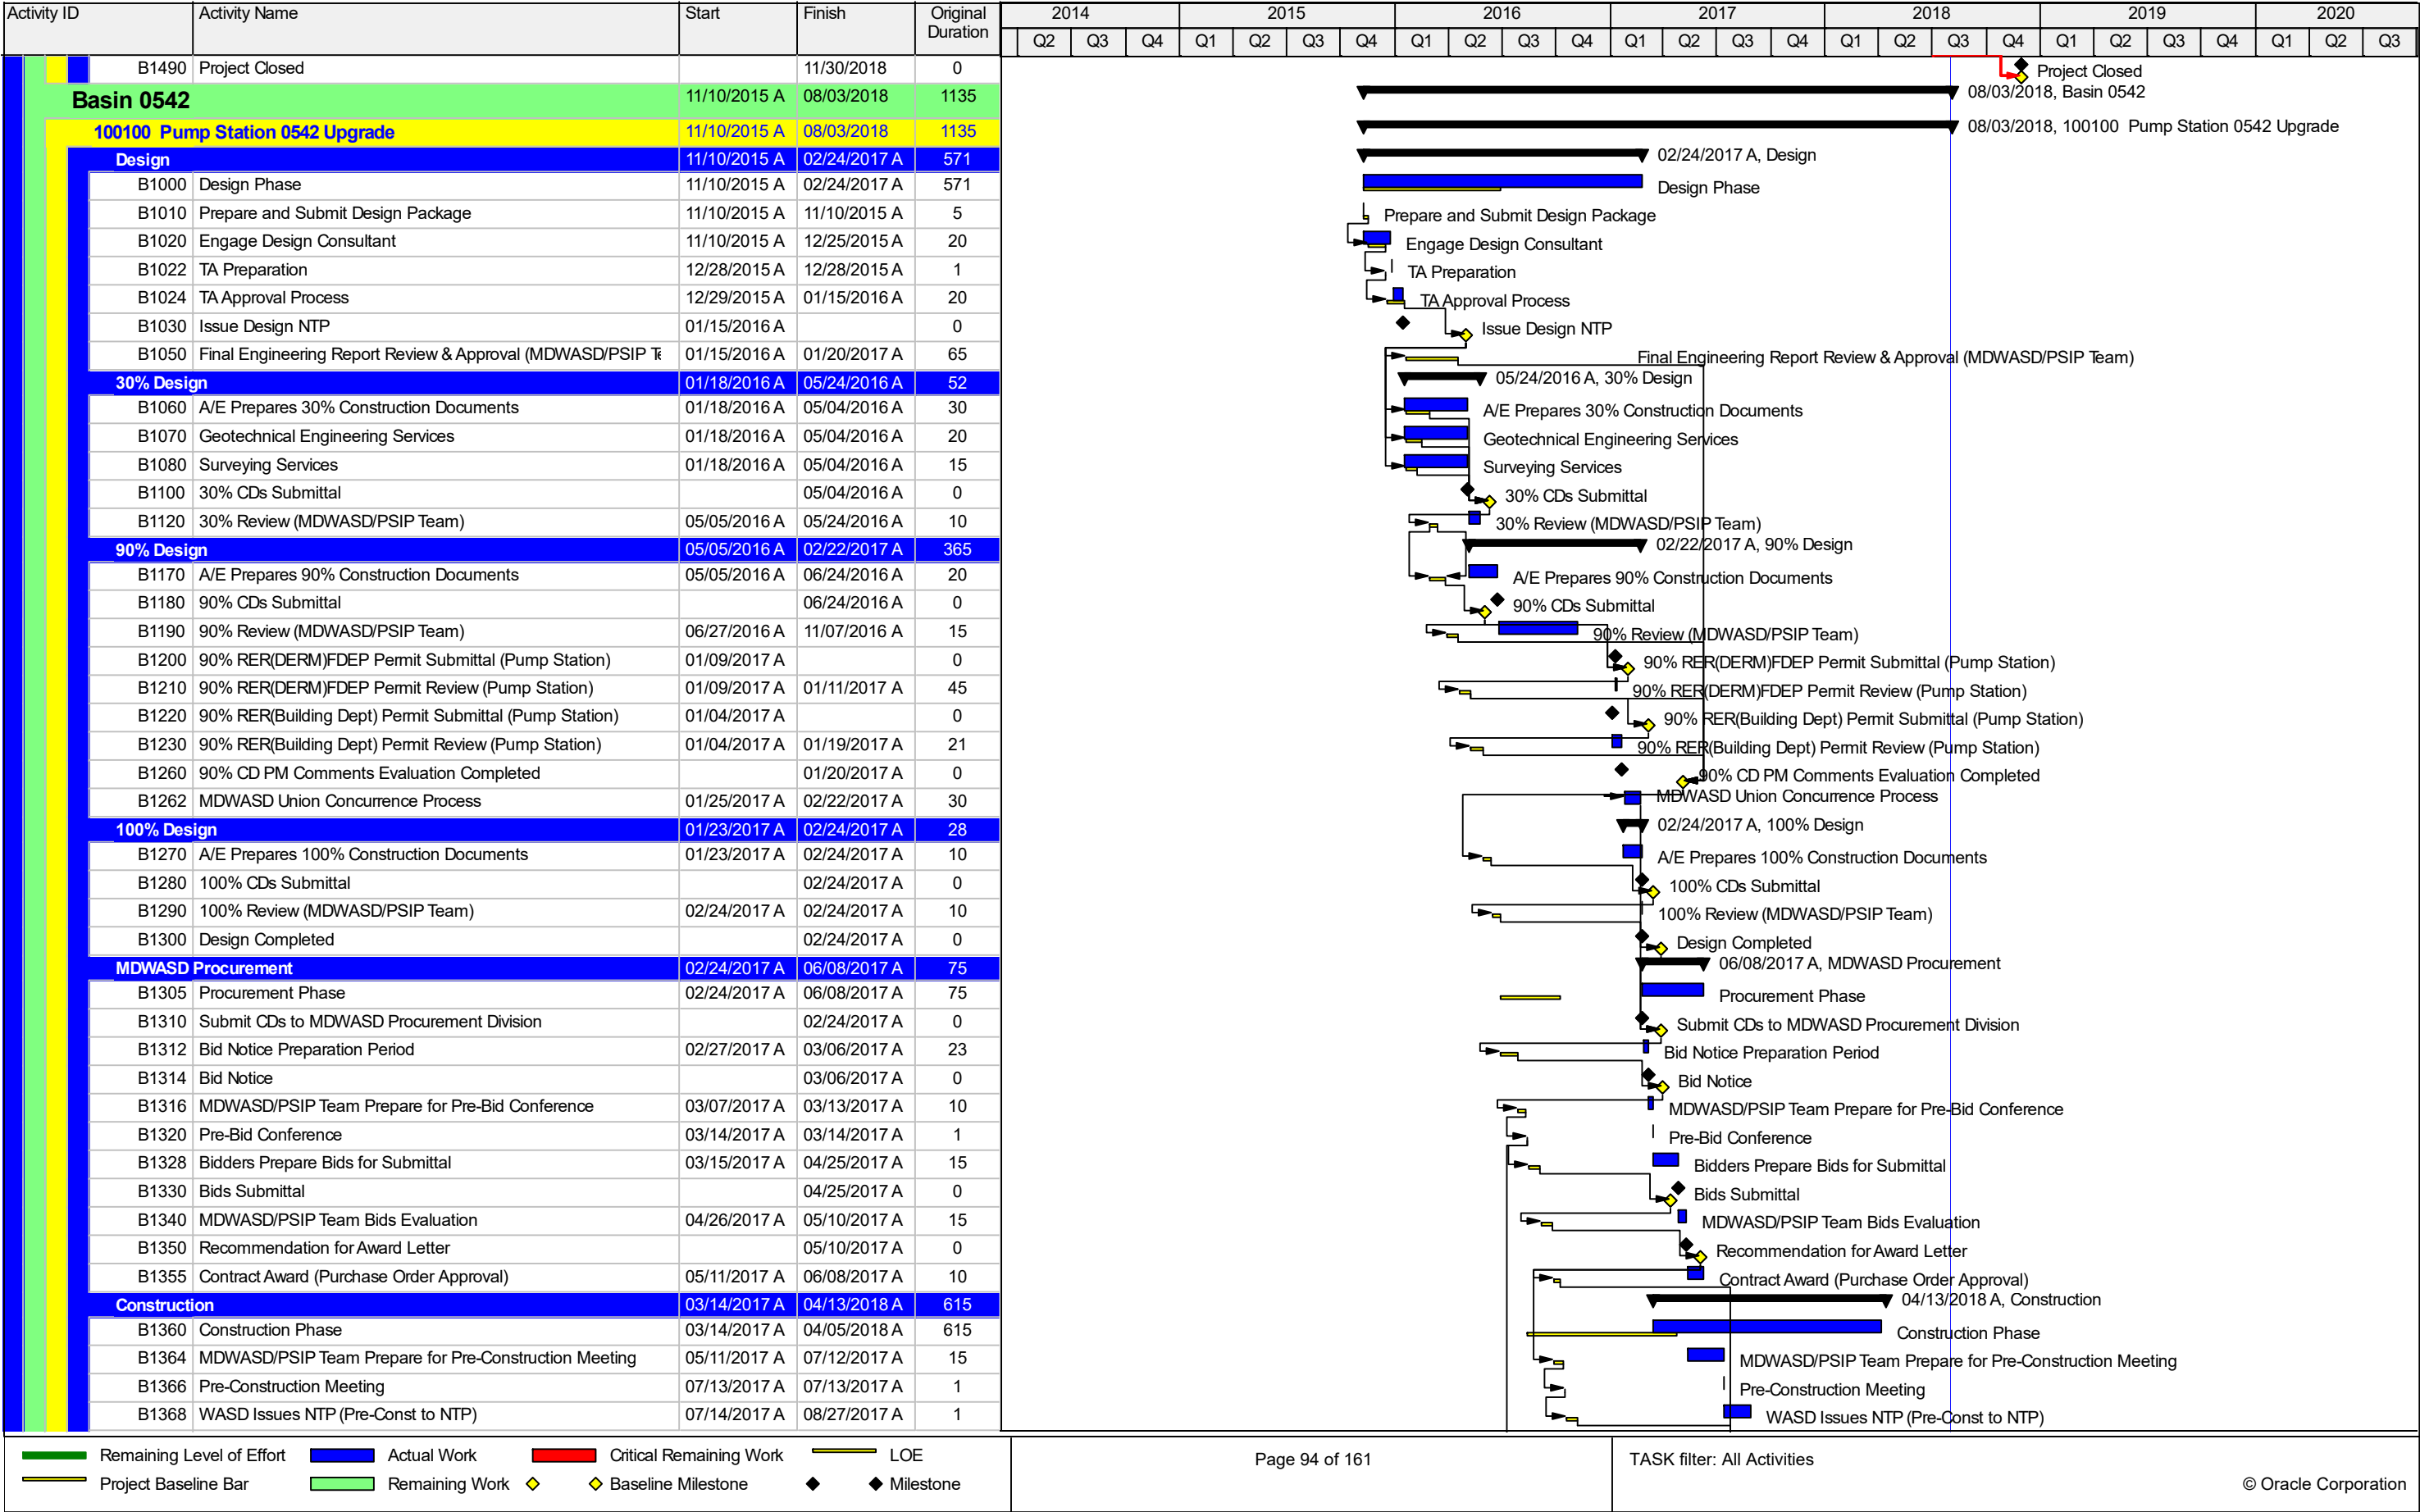 Activity ID Activity Name Start Finish Original Duration 2014 2015 2016 2017 2018 2019 2020
Q2 Q3 Q4 Q1 Q2 Q3 Q4 Q1 Q2 Q3 Q4 Q1 Q2 Q3 Q4 Q1 Q2 Q3 Q4 Q1 Q2 Q3 Q4 Q1 Q2 Q3
B1490 Project Closed 11/30/2018 0 Project Closed
Basin 0542 11/10/2015 A 08/03/2018 1135 08/03/2018, Basin 0542
100100 Pump Station 0542 Upgrade 11/10/2015 A 08/03/2018 1135 08/03/2018, 100100 Pump Station 0542 Upgrade
Design 11/10/2015 A 02/24/2017 A 571 02/24/2017 A, Design
B1000 Design Phase 11/10/2015 A 02/24/2017 A 571 Design Phase
B1010 Prepare and Submit Design Package 11/10/2015 A 11/10/2015 A 5 Prepare and Submit Design Package
B1020 Engage Design Consultant 11/10/2015 A 12/25/2015 A 20 Engage Design Consultant
B1022 TA Preparation 12/28/2015 A 12/28/2015 A 1 TA Preparation
B1024 TA Approval Process 12/29/2015 A 01/15/2016 A 20 TA Approval Process
B1030 Issue Design NTP 01/15/2016 A 0 Issue Design NTP
B1050 Final Engineering Report Review & Approval (MDWASD/PSIP Te 01/15/2016 A 01/20/2017 A 65 Final Engineering Report Review & Approval (MDWASD/PSIP Team)
30% Design 01/18/2016 A 05/24/2016 A 52 05/24/2016 A, 30% Design
B1060 A/E Prepares 30% Construction Documents 01/18/2016 A 05/04/2016 A 30 A/E Prepares 30% Construction Documents
B1070 Geotechnical Engineering Services 01/18/2016 A 05/04/2016 A 20 Geotechnical Engineering Services
B1080 Surveying Services 01/18/2016 A 05/04/2016 A 15 Surveying Services
B1100 30% CDs Submittal 05/04/2016 A 0 30% CDs Submittal
B1120 30% Review (MDWASD/PSIP Team) 05/05/2016 A 05/24/2016 A 10 30% Review (MDWASD/PSIP Team)
90% Design 05/05/2016 A 02/22/2017 A 365 02/22/2017 A, 90% Design
B1170 A/E Prepares 90% Construction Documents 05/05/2016 A 06/24/2016 A 20 A/E Prepares 90% Construction Documents
B1180 90% CDs Submittal 06/24/2016 A 0 90% CDs Submittal
B1190 90% Review (MDWASD/PSIP Team) 06/27/2016 A 11/07/2016 A 15 90% Review (MDWASD/PSIP Team)
B1200 90% RER(DERM)FDEP Permit Submittal (Pump Station) 01/09/2017 A 0 90% RER(DERM)FDEP Permit Submittal (Pump Station)
B1210 90% RER(DERM)FDEP Permit Review (Pump Station) 01/09/2017 A 01/11/2017 A 45 90% RER(DERM)FDEP Permit Review (Pump Station)
B1220 90% RER(Building Dept) Permit Submittal (Pump Station) 01/04/2017 A 0 90% RER(Building Dept) Permit Submittal (Pump Station)
B1230 90% RER(Building Dept) Permit Review (Pump Station) 01/04/2017 A 01/19/2017 A 21 90% RER(Building Dept) Permit Review (Pump Station)
B1260 90% CD PM Comments Evaluation Completed 01/20/2017 A 0 90% CD PM Comments Evaluation Completed
B1262 MDWASD Union Concurrence Process 01/25/2017 A 02/22/2017 A 30 MDWASD Union Concurrence Process
100% Design 01/23/2017 A 02/24/2017 A 28 02/24/2017 A, 100% Design
B1270 A/E Prepares 100% Construction Documents 01/23/2017 A 02/24/2017 A 10 A/E Prepares 100% Construction Documents
B1280 100% CDs Submittal 02/24/2017 A 0 100% CDs Submittal
B1290 100% Review (MDWASD/PSIP Team) 02/24/2017 A 02/24/2017 A 10 100% Review (MDWASD/PSIP Team)
B1300 Design Completed 02/24/2017 A 0 Design Completed
MDWASD Procurement 02/24/2017 A 06/08/2017 A 75 06/08/2017 A, MDWASD Procurement
B1305 Procurement Phase 02/24/2017 A 06/08/2017 A 75 Procurement Phase
B1310 Submit CDs to MDWASD Procurement Division 02/24/2017 A 0 Submit CDs to MDWASD Procurement Division
B1312 Bid Notice Preparation Period 02/27/2017 A 03/06/2017 A 23 Bid Notice Preparation Period
B1314 Bid Notice 03/06/2017 A 0 Bid Notice
B1316 MDWASD/PSIP Team Prepare for Pre-Bid Conference 03/07/2017 A 03/13/2017 A 10 MDWASD/PSIP Team Prepare for Pre-Bid Conference
B1320 Pre-Bid Conference 03/14/2017 A 03/14/2017 A 1 Pre-Bid Conference
B1328 Bidders Prepare Bids for Submittal 03/15/2017 A 04/25/2017 A 15 Bidders Prepare Bids for Submittal
B1330 Bids Submittal 04/25/2017 A 0 Bids Submittal
B1340 MDWASD/PSIP Team Bids Evaluation 04/26/2017 A 05/10/2017 A 15 MDWASD/PSIP Team Bids Evaluation
B1350 Recommendation for Award Letter 05/10/2017 A 0 Recommendation for Award Letter
B1355 Contract Award (Purchase Order Approval) 05/11/2017 A 06/08/2017 A 10 Contract Award (Purchase Order Approval)
Construction 03/14/2017 A 04/13/2018 A 615 04/13/2018 A, Construction
B1360 Construction Phase 03/14/2017 A 04/05/2018 A 615 Construction Phase
B1364 MDWASD/PSIP Team Prepare for Pre-Construction Meeting 05/11/2017 A 07/12/2017 A 15 MDWASD/PSIP Team Prepare for Pre-Construction Meeting
B1366 Pre-Construction Meeting 07/13/2017 A 07/13/2017 A 1 Pre-Construction Meeting
B1368 WASD Issues NTP (Pre-Const to NTP) 07/14/2017 A 08/27/2017 A 1 WASD Issues NTP (Pre-Const to NTP)
Remaining Level of Effort Actual Work Critical Remaining Work LOE Page 94 of 161 TASK filter: All Activities
Project Baseline Bar Remaining Work Baseline Milestone Milestone © Oracle Corporation